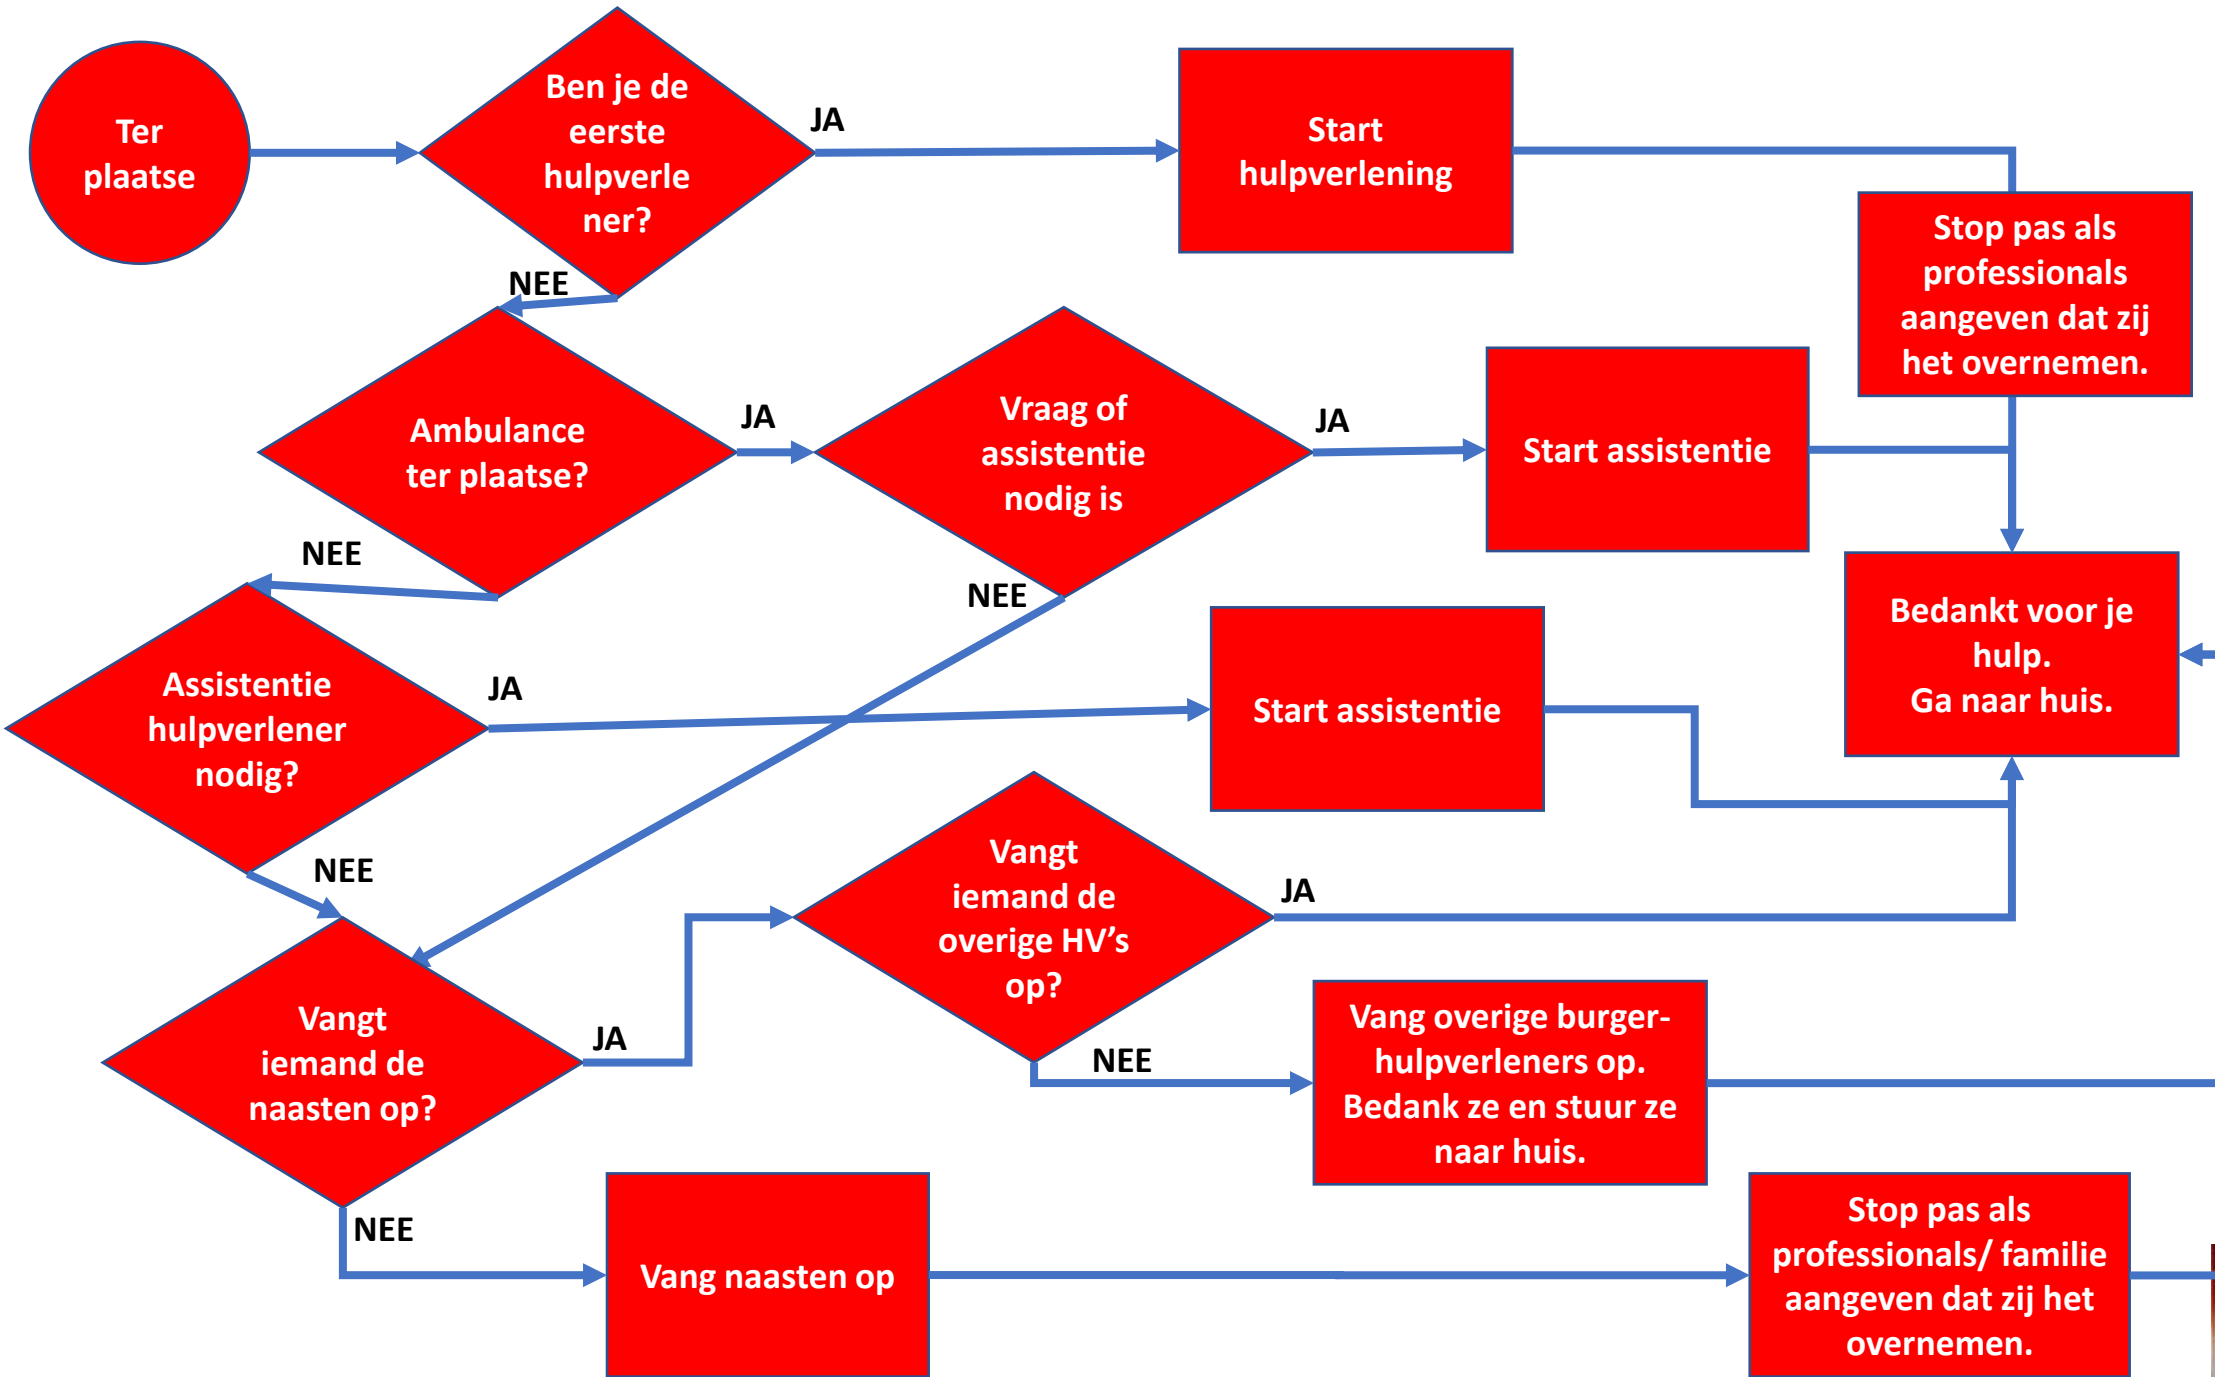 Ter
plaatse
Ben je de
eerste
hulpverle
ner?
JA
Start
hulpverlening
Stop pas als
professionals
aangeven dat zij
het overnemen.
NEE
Ambulance
ter plaatse?
JA
Vraag of
assistentie
nodig is
JA
Start assistentie
NEE
NEE
Bedankt voor je
hulp.
Ga naar huis.
Assistentie
hulpverlener
nodig?
JA
Start assistentie
NEE
Vangt
iemand de
overige HV's
op?
JA
Vangt
iemand de
naasten op?
JA
NEE
Vang overige burger-
hulpverleners op.
Bedank ze en stuur ze
naar huis.
NEE
Vang naasten op
Stop pas als
professionals/ familie
aangeven dat zij het
overnemen.